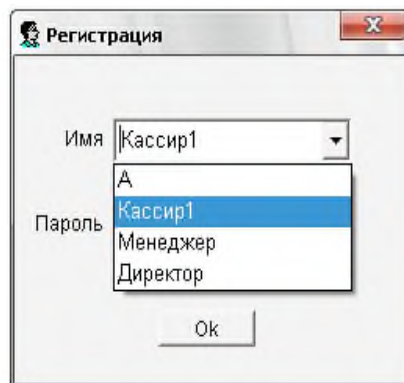 Регистрация
Имя Кассир1
А
Кассир1
Пароль
Менеджер
Директор
Ok